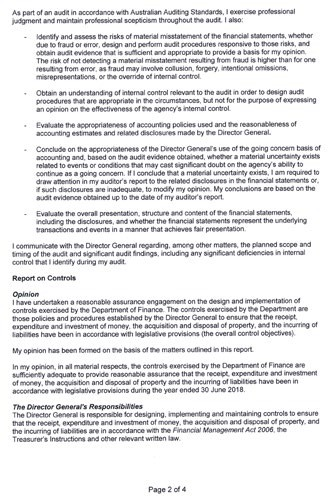 As part of an audit in accordance with Australian Auditing Standards, I exercise professional
judgment and maintain professional scepticism throughout the audit. I also:
- Identify and assess the risks of material misstatement of the financial statements, whether
due to fraud or error, design and perform audit procedures responsive to those risks, and
obtain audit evidence that is sufficient and appropriate to provide a basis for my opinion.
The risk of not detecting a material misstatement resulting from fraud is higher than for one
resulting from error, as fraud may involve collusion, forgery, intentional omissions,
misrepresentations, or the override of internal control.
- Obtain an understanding of internal control relevant to the audit in order to design audit
procedures that are appropriate in the circumstances, but not for the purpose of expressing
an opinion on the effectiveness of the agency's internal control.
- Evaluate the appropriateness of accounting policies used and the reasonableness of
accounting estimates and related disclosures made by the Director General.
- Conclude on the appropriateness of the Director General's use of the going concern basis of
accounting and, based on the audit evidence obtained, whether a material uncertainty exists
related to events or conditions that may cast significant doubt on the agency's ability to
continue as a going concern. If I conclude that a material uncertainty exists, I am required to
draw attention in my auditor's report to the related disclosures in the financial statements or,
if such disclosures are inadequate, to modify my opinion. My conclusions are based on the
audit evidence obtained up to the date of my auditor's report.
- Evaluate the overall presentation, structure and content of the financial statements,
including the disclosures, and whether the financial statements represent the underlying
transactions and events in a manner that achieves fair presentation.
I communicate with the Director General regarding, among other matters, the planned scope and
timing of the audit and significant audit findings, including any significant deficiencies in internal
control that I identify during my audit.
Report on Controls
Opinion
I have undertaken a reasonable assurance engagement on the design and implementation of
controls exercised by the Department of Finance. The controls exercised by the Department are
those policies and procedures established by the Director General to ensure that the receipt,
expenditure and investment of money, the acquisition and disposal of property, and the incurring of
liabilities have been in accordance with legislative provisions (the overall control objectives).
My opinion has been formed on the basis of the matters outlined in this report.
In my opinion, in all material respects, the controls exercised by the Department of Finance are
sufficiently adequate to provide reasonable assurance that the receipt, expenditure and investment
of money, the acquisition and disposal of property and the incurring of liabilities have been in
accordance with legislative provisions during the year ended 30 June 2018.
The Director General's Responsibilities
The Director General is responsible for designing, implementing and maintaining controls to ensure
that the receipt, expenditure and investment of money, the acquisition and disposal of property, and
the incurring of liabilities are in accordance with the Financial Management Act 2006, the
Treasurer's Instructions and other relevant written law.
Page 2 of 4